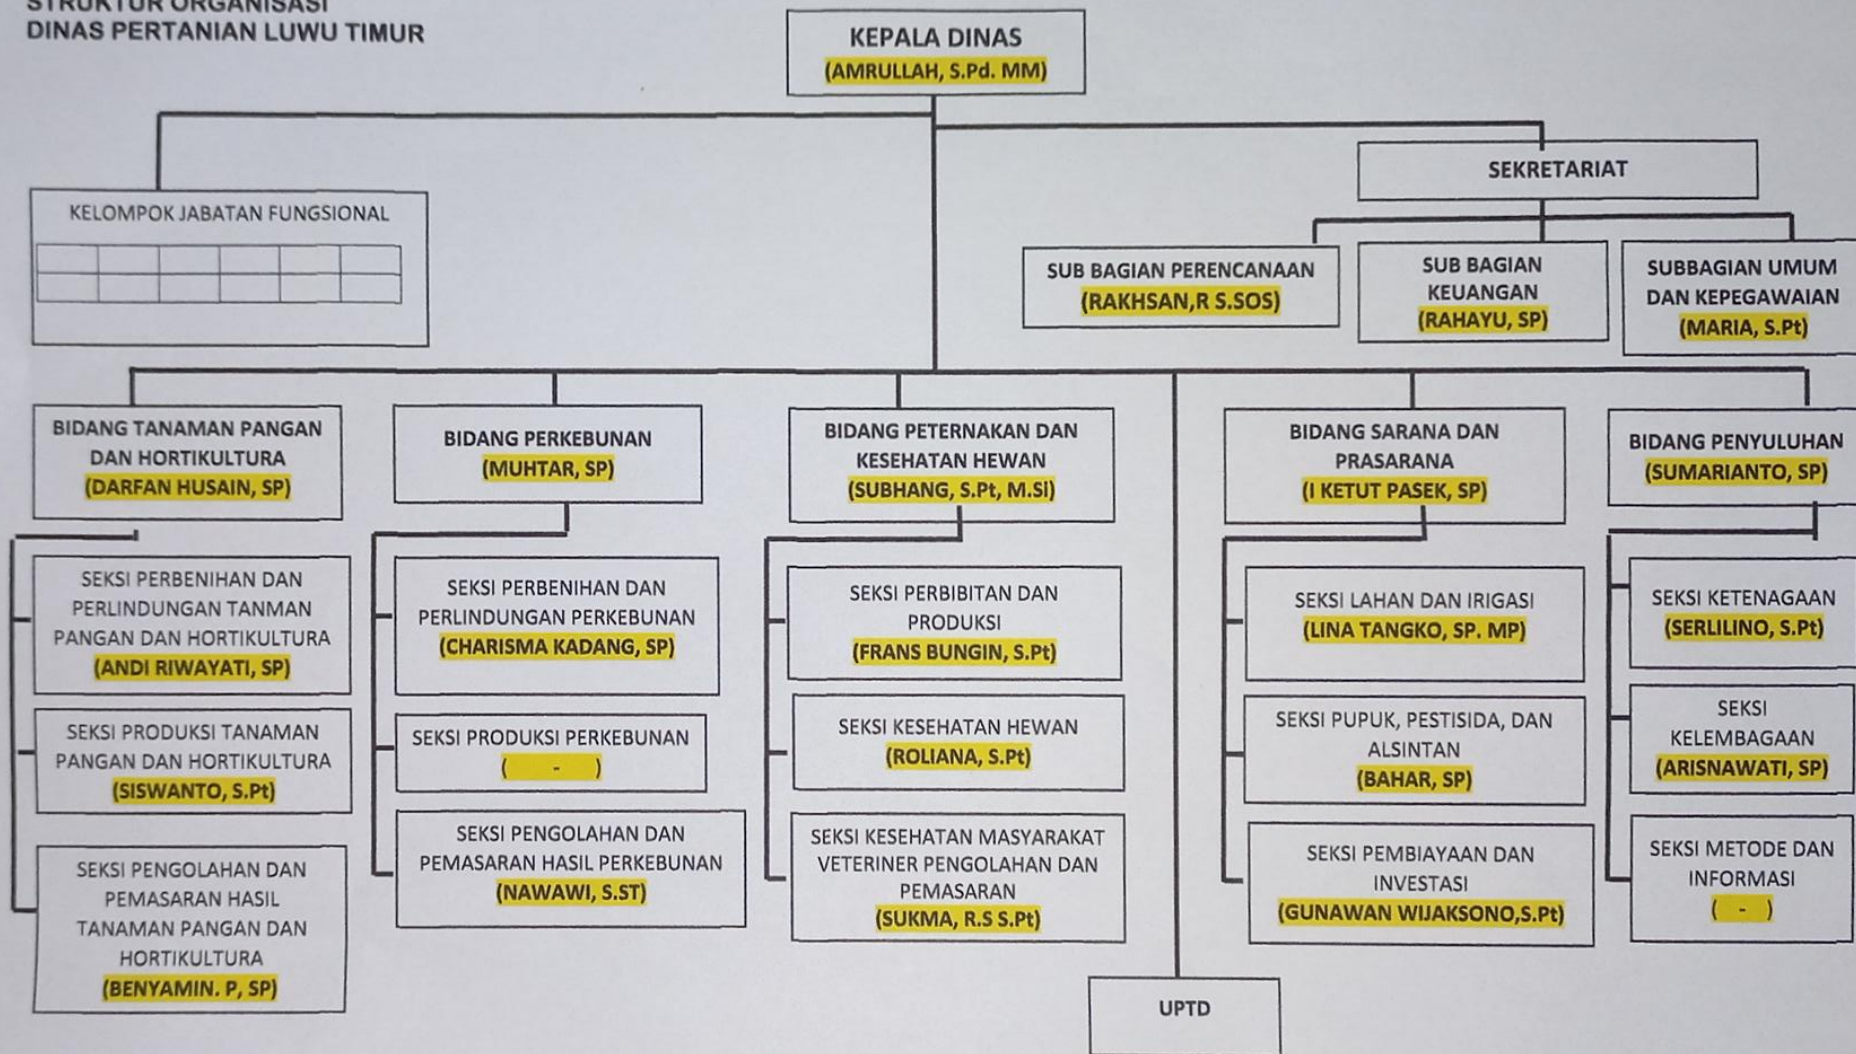 STRUKTUR ORGANISASI
DINAS PERTANIAN LUWU TIMUR
KEPALA DINAS
(AMRULLAH, S.Pd. MM)
SEKRETARIAT
KELOMPOK JABATAN FUNGSIONAL
SUB BAGIAN PERENCANAAN
(RAKHSAN,R S.SOS)
SUB BAGIAN
KEUANGAN
(RAHAYU, SP)
SUBBAGIAN UMUM
DAN KEPEGAWAIAN
(MARIA, S.Pt)
BIDANG TANAMAN PANGAN
DAN HORTIKULTURA
(DARFAN HUSAIN, SP)
BIDANG PERKEBUNAN
(MUHTAR, SP)
BIDANG PETERNAKAN DAN
KESEHATAN HEWAN
(SUBHANG, S.Pt, M.Si)
BIDANG SARANA DAN
PRASARANA
(I KETUT PASEK, SP)
BIDANG PENYULUHAN
(SUMARIANTO, SP)
SEKSI PERBENIHAN DAN
PERLINDUNGAN TANMAN
PANGAN DAN HORTIKULTURA
(ANDI RIWAYATI, SP)
SEKSI PRODUKSI TANAMAN
PANGAN DAN HORTIKULTURA
(SISWANTO, S.Pt)
SEKSI PENGOLAHAN DAN
PEMASARAN HASIL
TANAMAN PANGAN DAN
HORTIKULTURA
(BENYAMIN. P, SP)
SEKSI PERBENIHAN DAN
PERLINDUNGAN PERKEBUNAN
(CHARISMA KADANG, SP)
SEKSI PRODUKSI PERKEBUNAN
( - )
SEKSI PENGOLAHAN DAN
PEMASARAN HASIL PERKEBUNAN
(NAWAWI, S.ST)
SEKSI PERBIBITAN DAN
PRODUKSI
(FRANS BUNGIN, S.Pt)
SEKSI KESEHATAN HEWAN
(ROLIANA, S.Pt)
SEKSI KESEHATAN MASYARAKAT
VETERINER PENGOLAHAN DAN
PEMASARAN
(SUKMA, R.S S.Pt)
SEKSI LAHAN DAN IRIGASI
(LINA TANGKO, SP. MP)
SEKSI PUPUK, PESTISIDA, DAN
ALSINTAN
(BAHAR, SP)
SEKSI PEMBIAYAAN DAN
INVESTASI
(GUNAWAN WIJAKSONO,S.Pt)
SEKSI KETENAGAAN
(SERLILINO, S.Pt)
SEKSI
KELEMBAGAAN
(ARISNAWATI, SP)
SEKSI METODE DAN
INFORMASI
( - )
UPTD